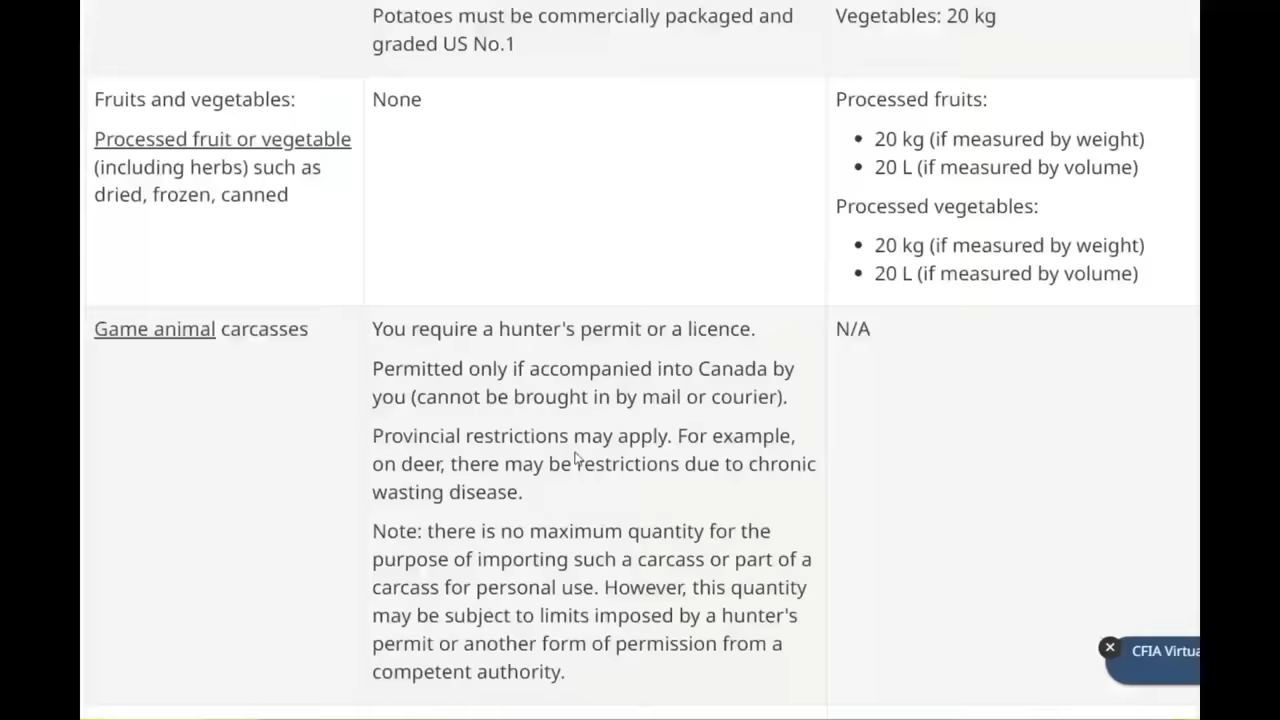 Potatoes must be commercially packaged and
graded US No.1
Vegetables: 20 kg
Fruits and vegetables:
Processed fruit or vegetable
(including herbs) such as
dried, frozen, canned
None
Processed fruits:
• 20 kg (if measured by weight)
• 20 L (if measured by volume)
Processed vegetables:
• 20 kg (if measured by weight)
• 20 L (if measured by volume)
Game animal carcasses
You require a hunter's permit or a licence.
Permitted only if accompanied into Canada by
you (cannot be brought in by mail or courier).
Provincial restrictions may apply. For example,
on deer, there may be restrictions due to chronic
wasting disease.
Note: there is no maximum quantity for the
purpose of importing such a carcass or part of a
carcass for personal use. However, this quantity
may be subject to limits imposed by a hunter's
permit or another form of permission from a
competent authority.
N/A
CFIA Virtua